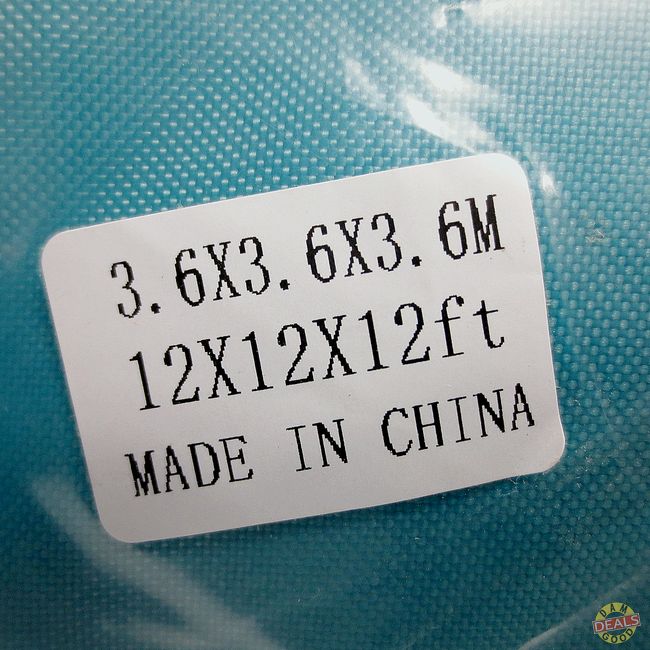 3.6X3.6X3.6M
12X12X12ft
MADE IN CHINA
DAM
DEALS
GOOD